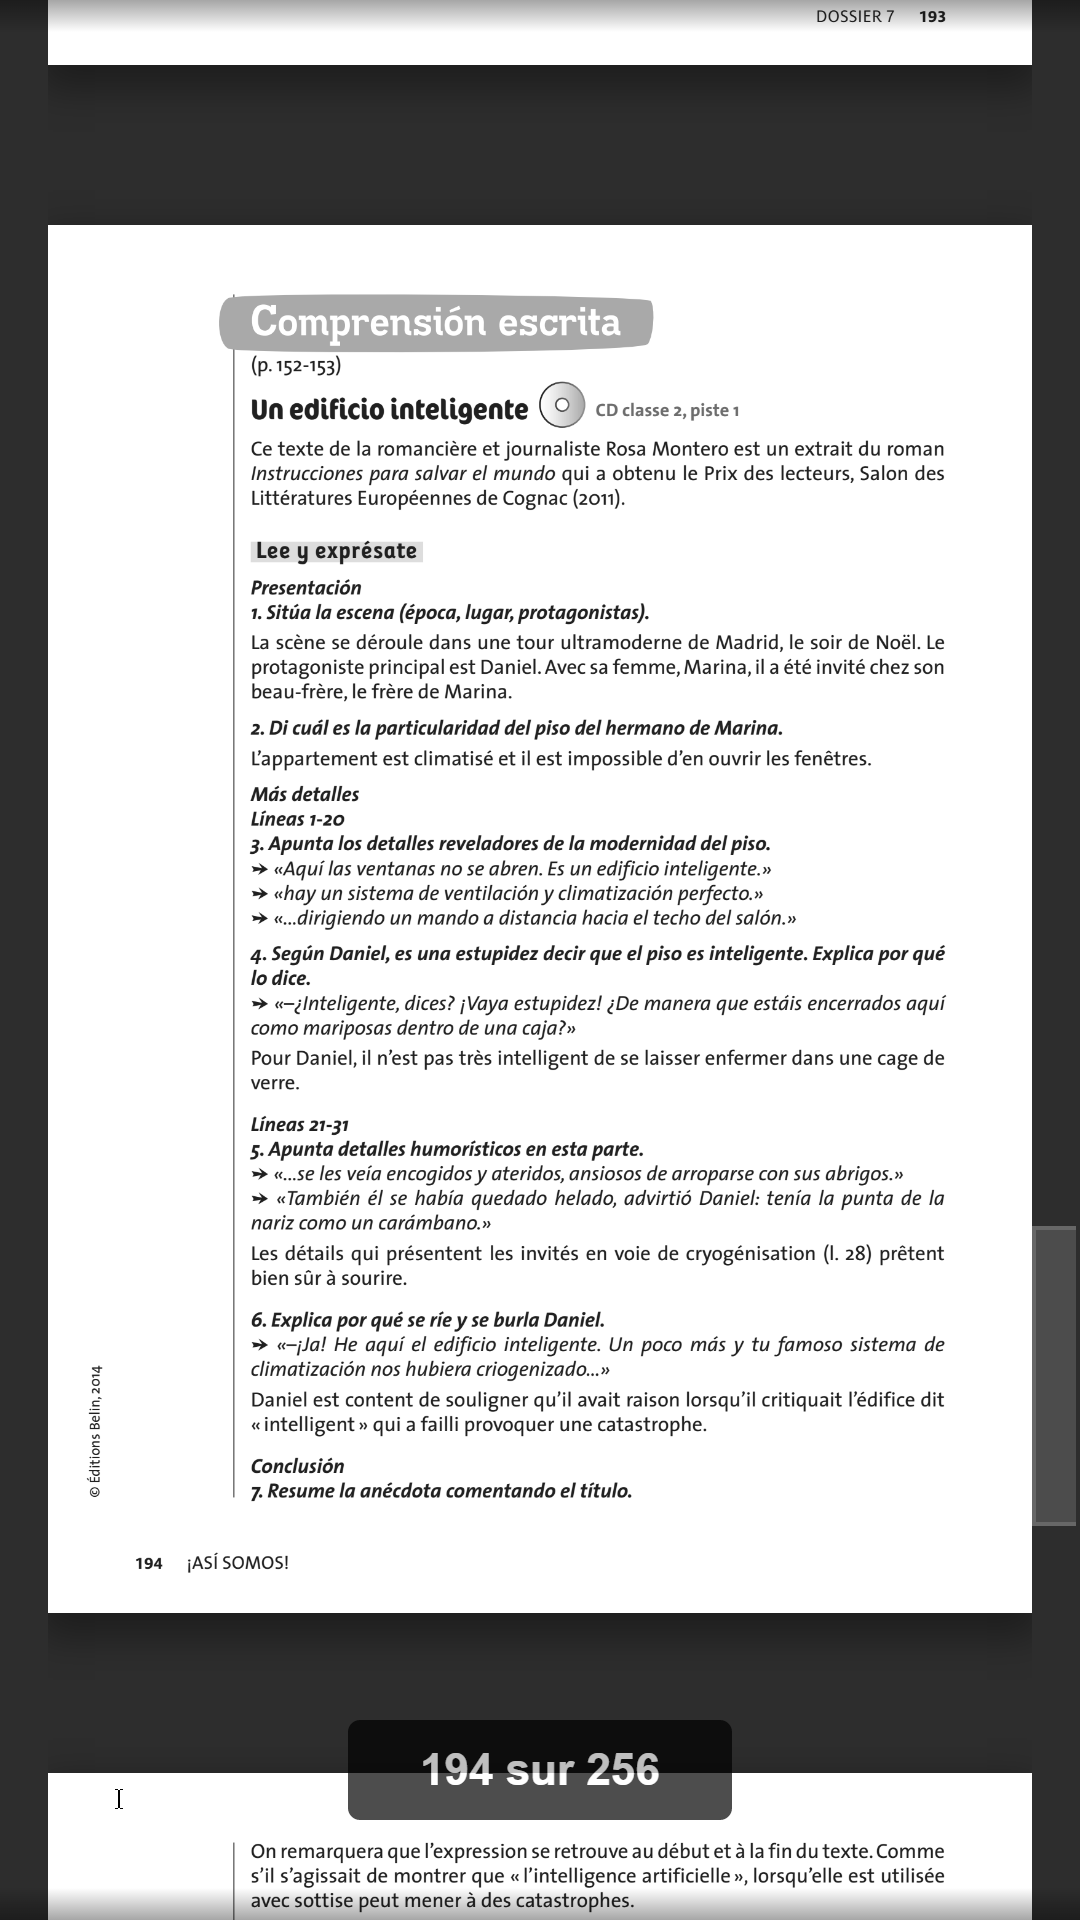 DOSSIER 7 193
Comprensión escrita
(p. 152-153)
Un edificio inteligente CD classe 2, piste 1
Ce texte de la romancière et journaliste Rosa Montero est un extrait du roman
Instrucciones para salvar el mundo qui a obtenu le Prix des lecteurs, Salon des
Littératures Européennes de Cognac (2011).
Lee y exprésate
Presentación
1. Sitúa la escena (época, lugar, protagonistas).
La scène se déroule dans une tour ultramoderne de Madrid, le soir de Noël. Le
protagoniste principal est Daniel. Avec sa femme, Marina, il a été invité chez son
beau-frère, le frère de Marina.
2. Di cuál es la particularidad del piso del hermano de Marina.
L'appartement est climatisé et il est impossible d'en ouvrir les fenêtres.
Más detalles
Líneas 1-20
3. Apunta los detalles reveladores de la modernidad del piso.
➛ «Aquí las ventanas no se abren. Es un edificio inteligente.»
➛ «hay un sistema de ventilación y climatización perfecto.»
➛ «...dirigiendo un mando a distancia hacia el techo del salón.»
4. Según Daniel, es una estupidez decir que el piso es inteligente. Explica por qué
lo dice.
➛ «–¿Inteligente, dices? ¡Vaya estupidez! ¿De manera que estáis encerrados aquí
como mariposas dentro de una caja?»
Pour Daniel, il n'est pas très intelligent de se laisser enfermer dans une cage de
verre.
Líneas 21-31
5. Apunta detalles humorísticos en esta parte.
➛ «...se les veía encogidos y ateridos, ansiosos de arroparse con sus abrigos.»
➛ «También él se había quedado helado, advirtió Daniel: tenía la punta de la
nariz como un carámbano.»
Les détails qui présentent les invités en voie de cryogénisation (l. 28) prêtent
bien sûr à sourire.
6. Explica por qué se ríe y se burla Daniel.
➛ «–¡Ja! He aquí el edificio inteligente. Un poco más y tu famoso sistema de
climatización nos hubiera criogenizado...»
Daniel est content de souligner qu'il avait raison lorsqu'il critiquait l'édifice dit
« intelligent » qui a failli provoquer une catastrophe.
Conclusión
7. Resume la anécdota comentando el título.
© Éditions Belin, 2014
194 ¡ASÍ SOMOS!
194 sur 256
On remarquera que l'expression se retrouve au début et à la fin du texte. Comme
s'il s'agissait de montrer que « l'intelligence artificielle », lorsqu'elle est utilisée
avec sottise peut mener à des catastrophes.